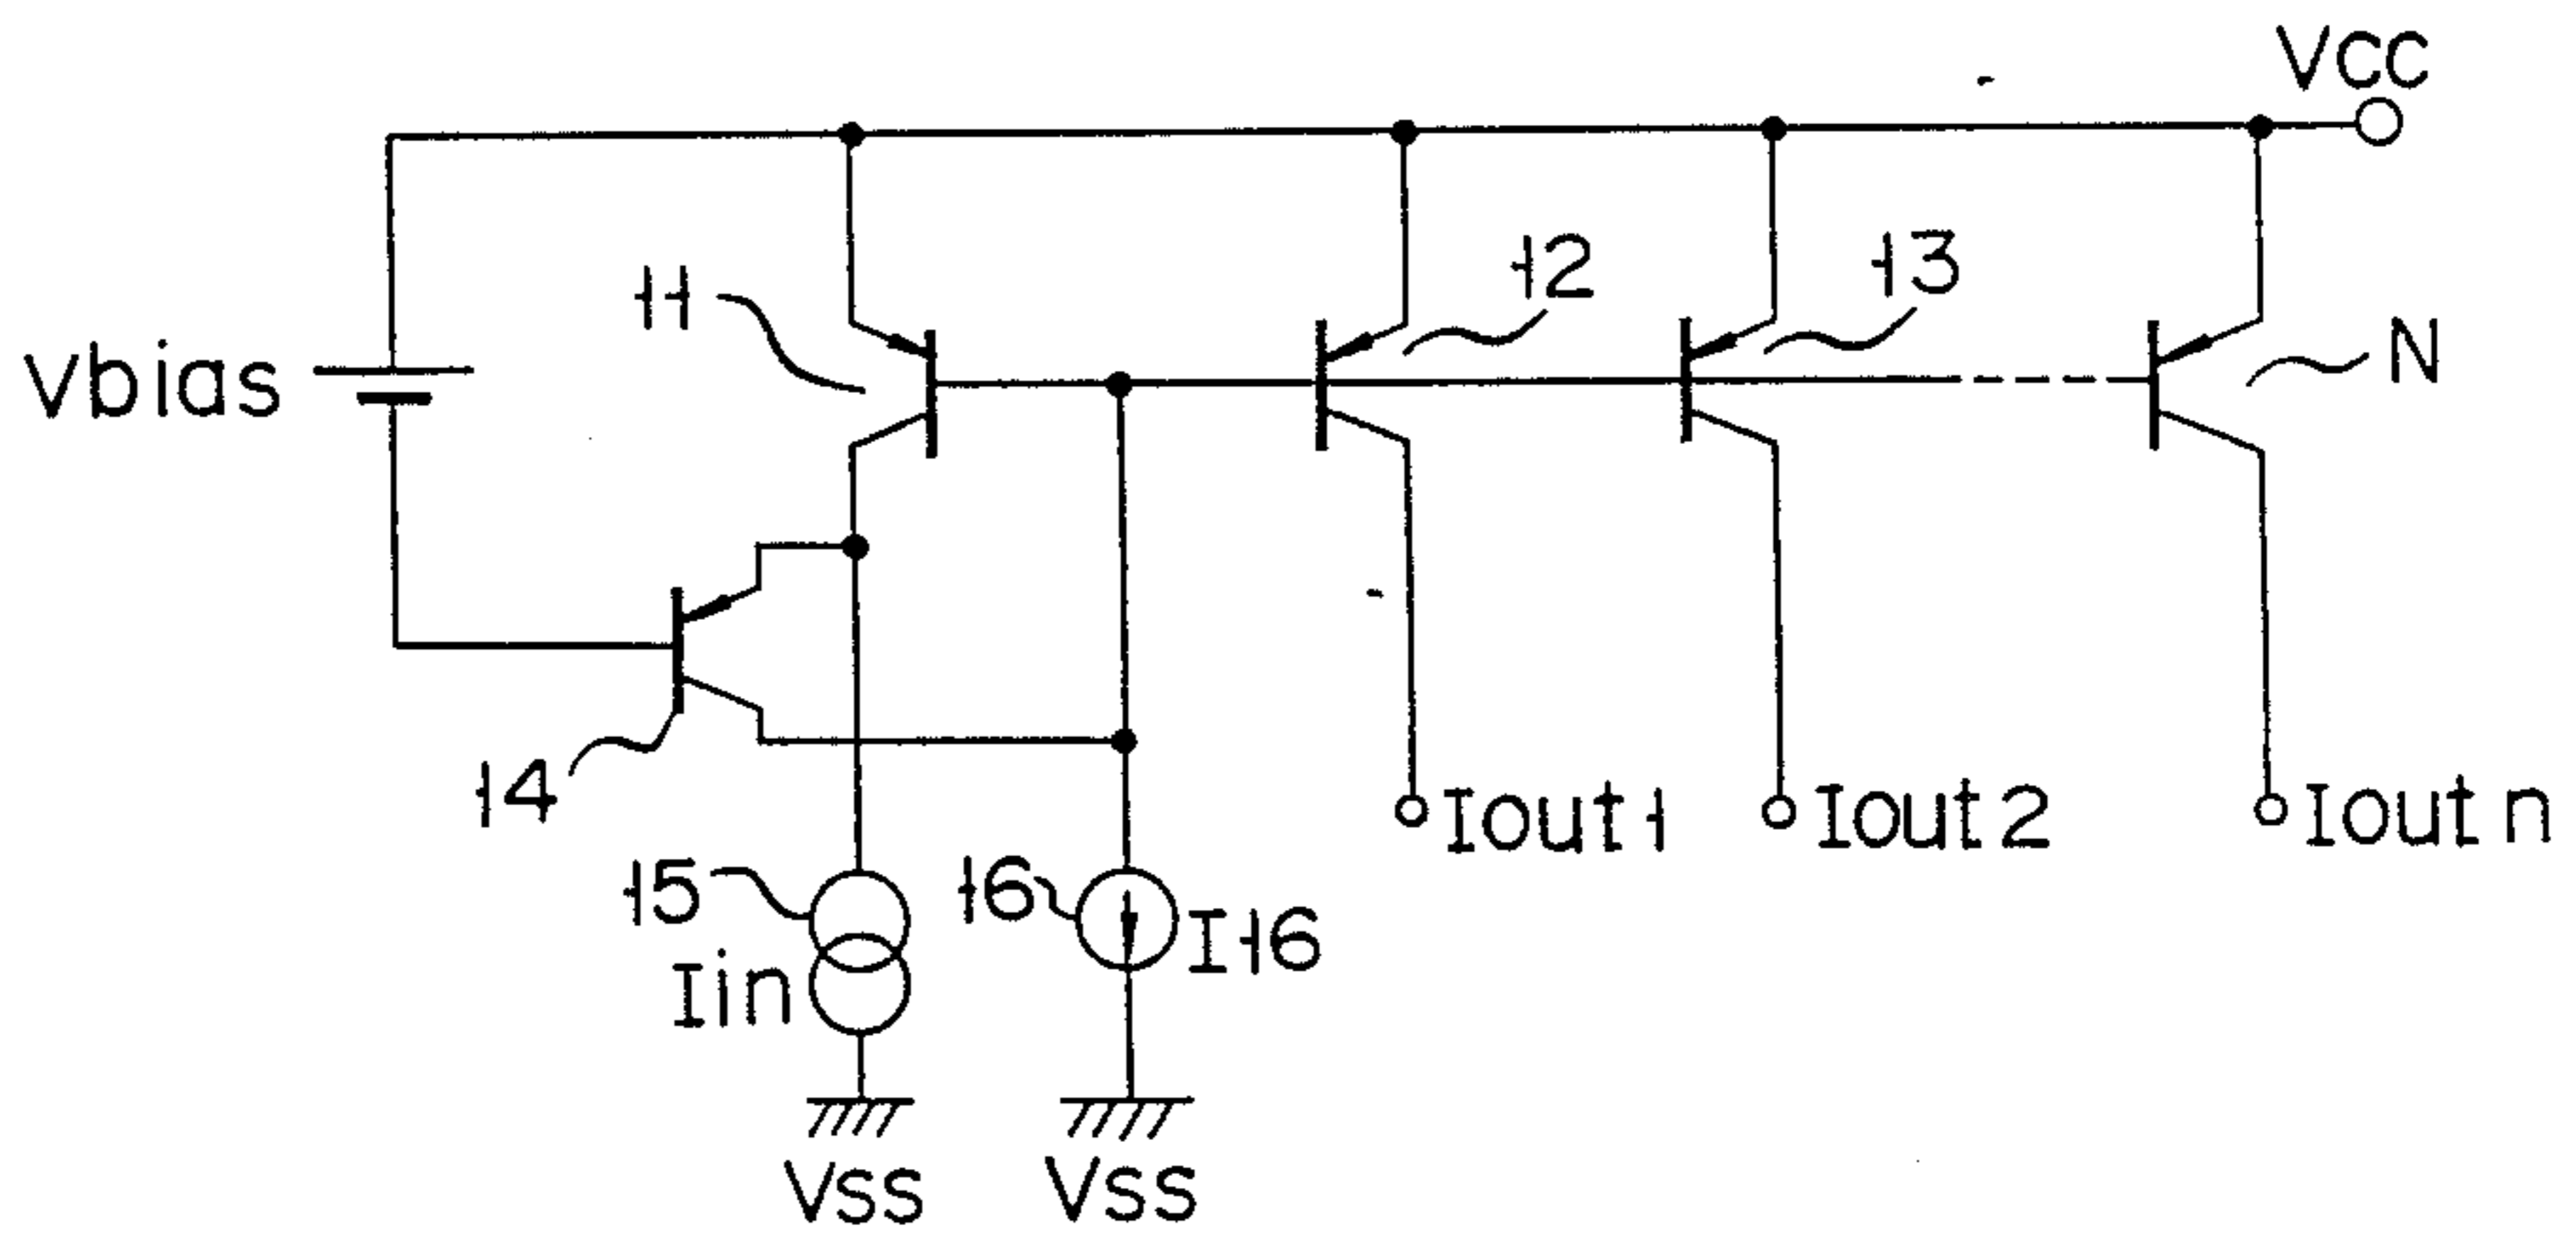 Vcc
11
12
13
N
Vbias
14
Iout1
Iout2
Ioutn
15
16
Iin
I16
Vss
Vss